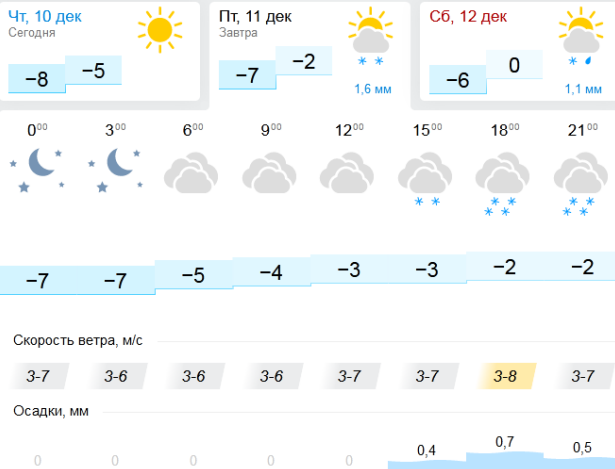 Чт, 10 дек
Сегодня
−8
−5
Пт, 11 дек
Завтра
−7
−2
1,6 мм
Сб, 12 дек
−6
0
1,1 мм
0⁰⁰ 3⁰⁰ 6⁰⁰ 9⁰⁰ 12⁰⁰ 15⁰⁰ 18⁰⁰ 21⁰⁰
−7 −7 −5 −4 −3 −3 −2 −2
Скорость ветра, м/с
3-7 3-6 3-6 3-6 3-7 3-7 3-8 3-7
Осадки, мм
0 0 0 0 0 0,4 0,7 0,5